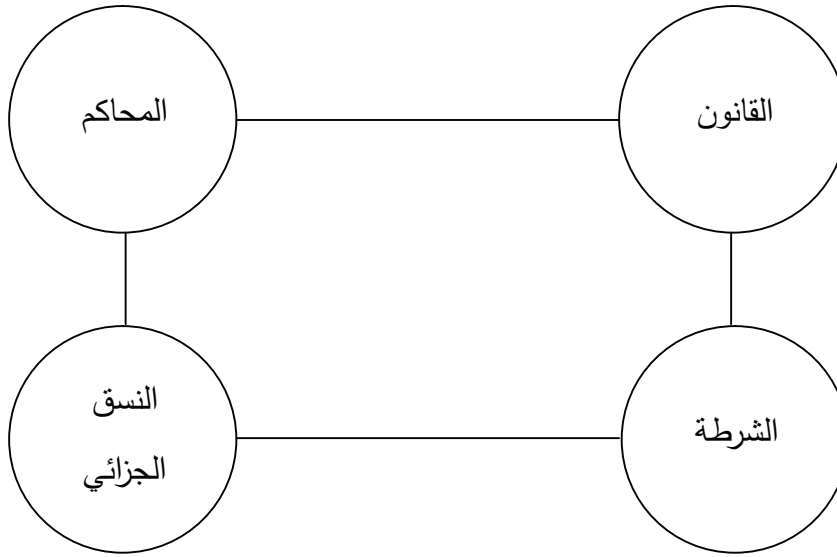 القانون
المحاكم
الشرطة
النسق
الجزائي